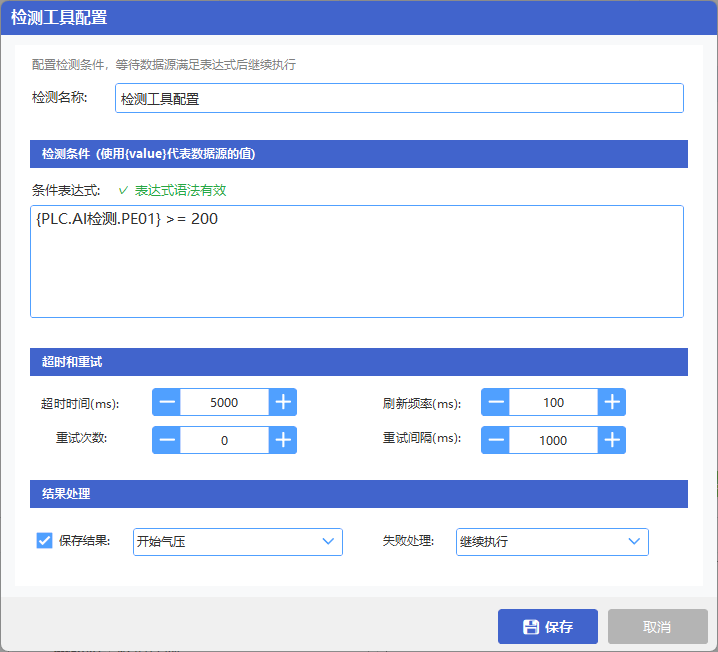 检测工具配置
配置检测条件，等待数据源满足表达式后继续执行
检测名称: 检测工具配置
检测条件 (使用{value}代表数据源的值)
条件表达式: ✓ 表达式语法有效
{PLC.AI检测.PE01} >= 200
超时和重试
超时时间(ms): 5000 刷新频率(ms): 100
重试次数: 0 重试间隔(ms): 1000
结果处理
保存结果: 开始气压 失败处理: 继续执行
保存 取消